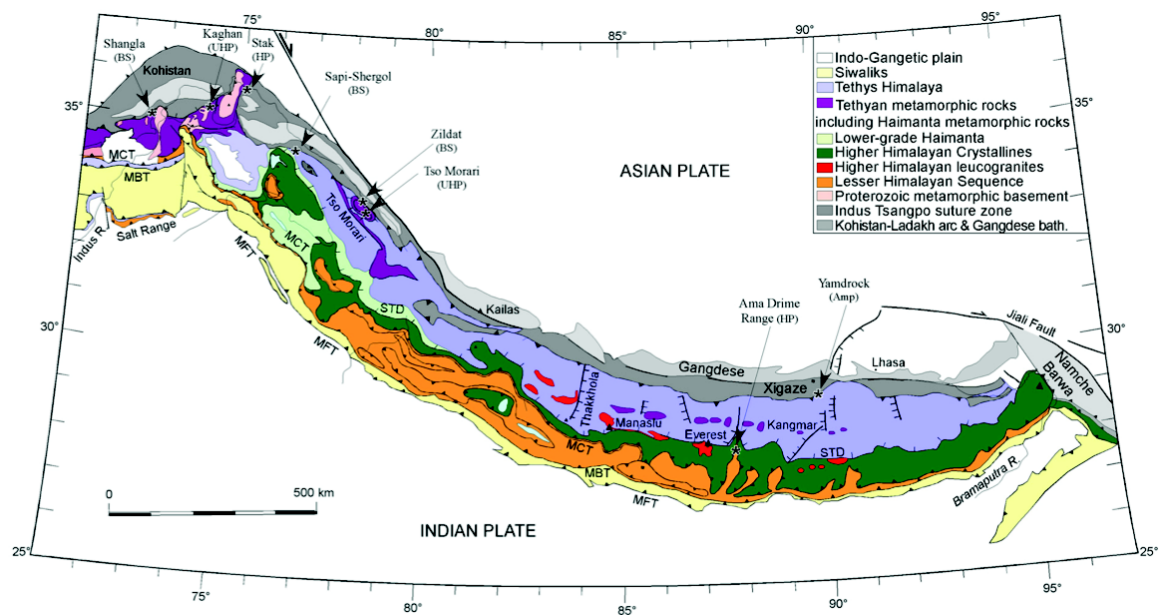 75°
80°
85°
90°
95°
Shangla
(BS)
Kaghan
(UHP)
Stak
(HP)
Kohistan
Sapi-Shergol
(BS)
35°
35°
Zildat
(BS)
Tso Morari
(UHP)
MCT
MBT
Tso Morari
ASIAN PLATE
Indo-Gangetic plain
Siwaliks
Tethys Himalaya
Tethyan metamorphic rocks
including Haimanta metamorphic rocks
Lower-grade Haimanta
Higher Himalayan Crystallines
Higher Himalayan leucogranites
Lesser Himalayan Sequence
Proterozoic metamorphic basement
Indus Tsangpo suture zone
Kohistan-Ladakh arc & Gangdese bath.
Indus R.
Salt Range
MFT
MCT
STD
Kailas
Ama Drime
Range (HP)
Yamdrock
(Amp)
30°
30°
MFT
Jiali Fault
Namche
Barwa
Gangdese
Lhasa
Xigaze
Thakkhola
Manaslu
Everest
Kangmar
STD
MCT
MBT
MFT
Bramaputra R.
0
500 km
INDIAN PLATE
25°
25°
75°
80°
85°
90°
95°